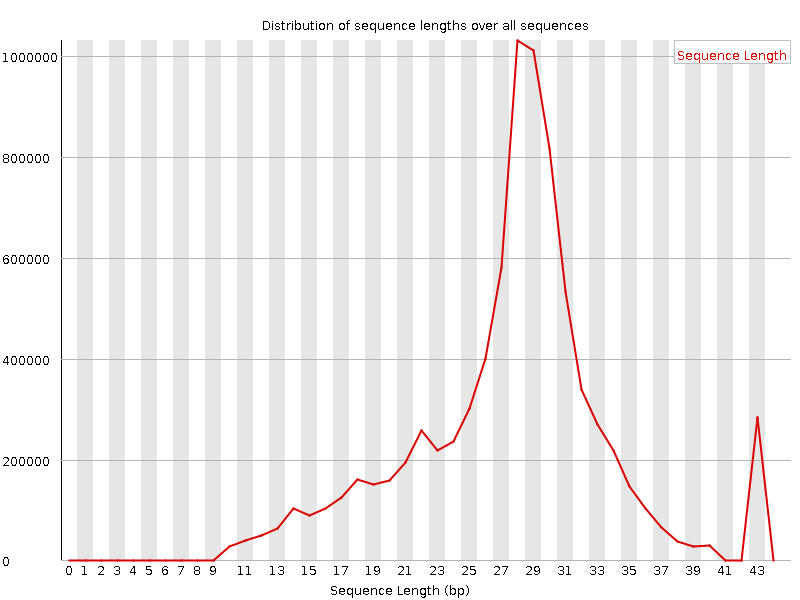 Distribution of sequence lengths over all sequences
Sequence Length
1000000
800000
600000
400000
200000
0
0 1 2 3 4 5 6 7 8 9 11 13 15 17 19 21 23 25 27 29 31 33 35 37 39 41 43
Sequence Length (bp)